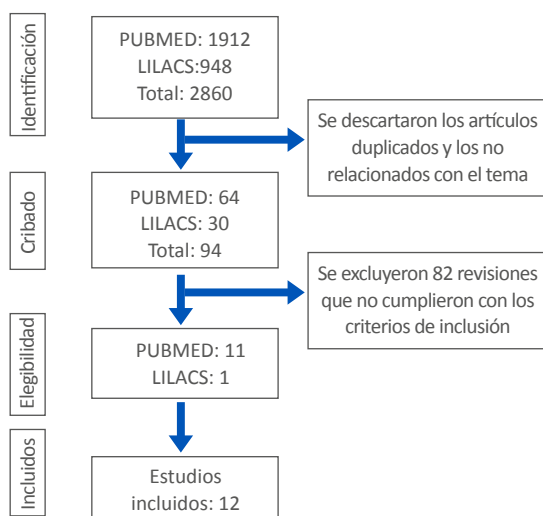 Identificación
PUBMED: 1912
LILACS:948
Total: 2860
Se descartaron los artículos
duplicados y los no
relacionados con el tema
Cribado
PUBMED: 64
LILACS: 30
Total: 94
Se excluyeron 82 revisiones
que no cumplieron con los
criterios de inclusión
Elegibilidad
PUBMED: 11
LILACS: 1
Incluidos
Estudios
incluidos: 12